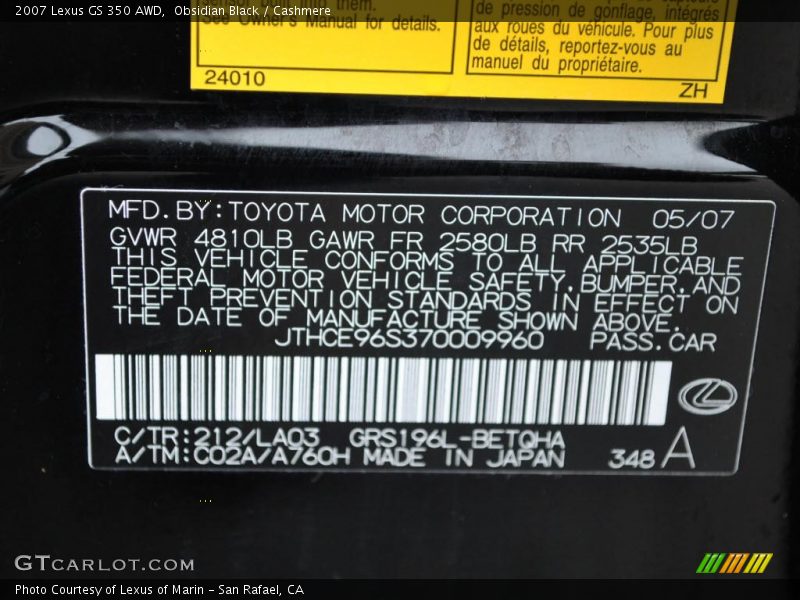 2007 Lexus GS 350 AWD, Obsidian Black / Cashmere
them.
See Owner's Manual for details.
de pression de gonflage, intégrés
aux roues du véhicule. Pour plus
de détails, reportez-vous au
manuel du propriétaire.
24010
ZH
MFD.BY:TOYOTA MOTOR CORPORATION 05/07
GVWR 4810LB GAWR FR 2580LB RR 2535LB
THIS VEHICLE CONFORMS TO ALL APPLICABLE
FEDERAL MOTOR VEHICLE SAFETY,BUMPER,AND
THEFT PREVENTION STANDARDS IN EFFECT ON
THE DATE OF MANUFACTURE SHOWN ABOVE.
JTHCE96S370009960 PASS.CAR
C/TR:212/LA03 GRS196L-BETQHA
A/TM:C02A/A760H MADE IN JAPAN 348 A
GTCARLOT.COM
Photo Courtesy of Lexus of Marin - San Rafael, CA